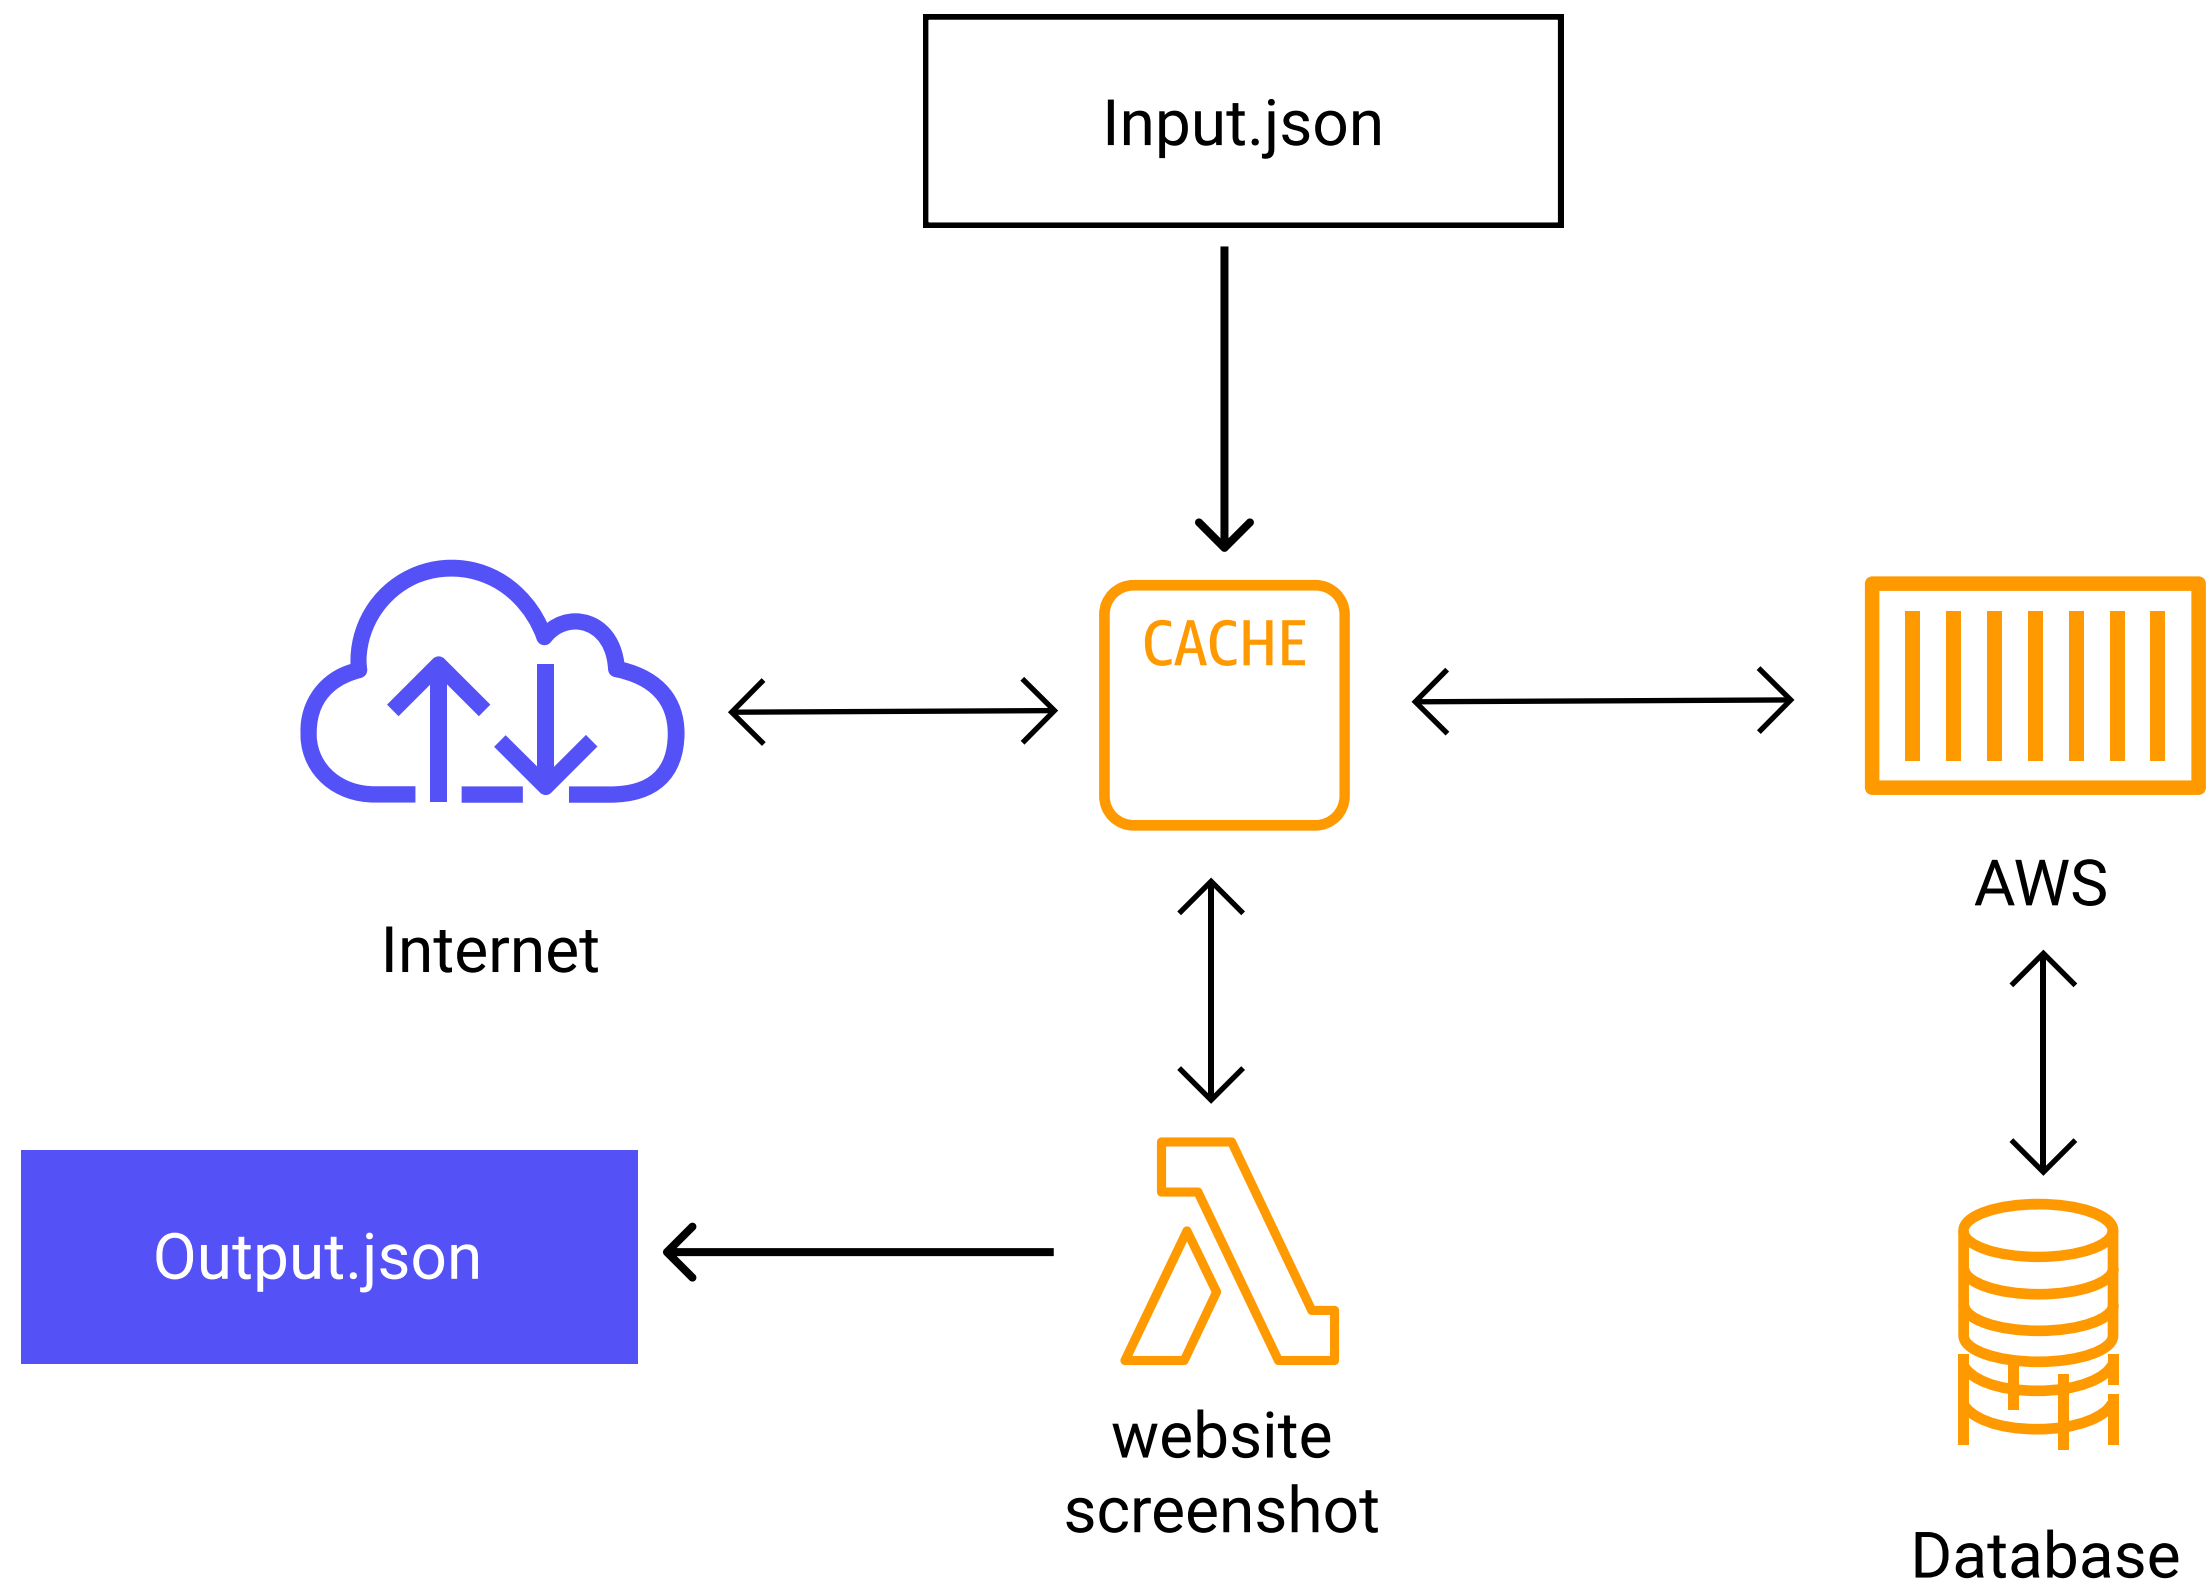 Input.json
CACHE
AWS
Internet
Output.json
website
screenshot
Database